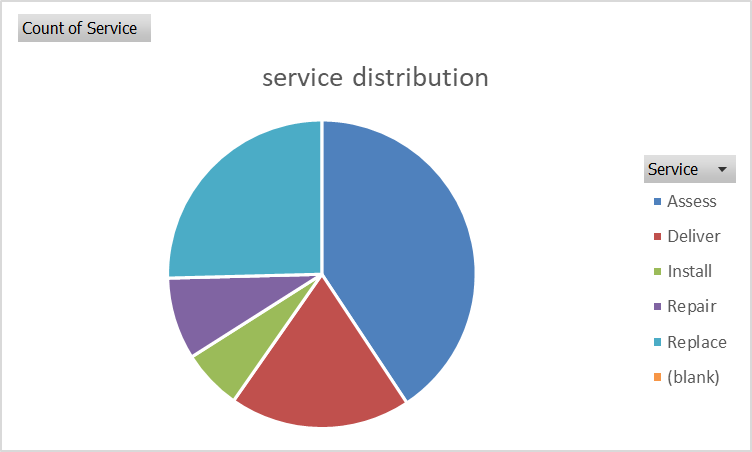 Count of Service
service distribution
Service
Assess
Deliver
Install
Repair
Replace
(blank)